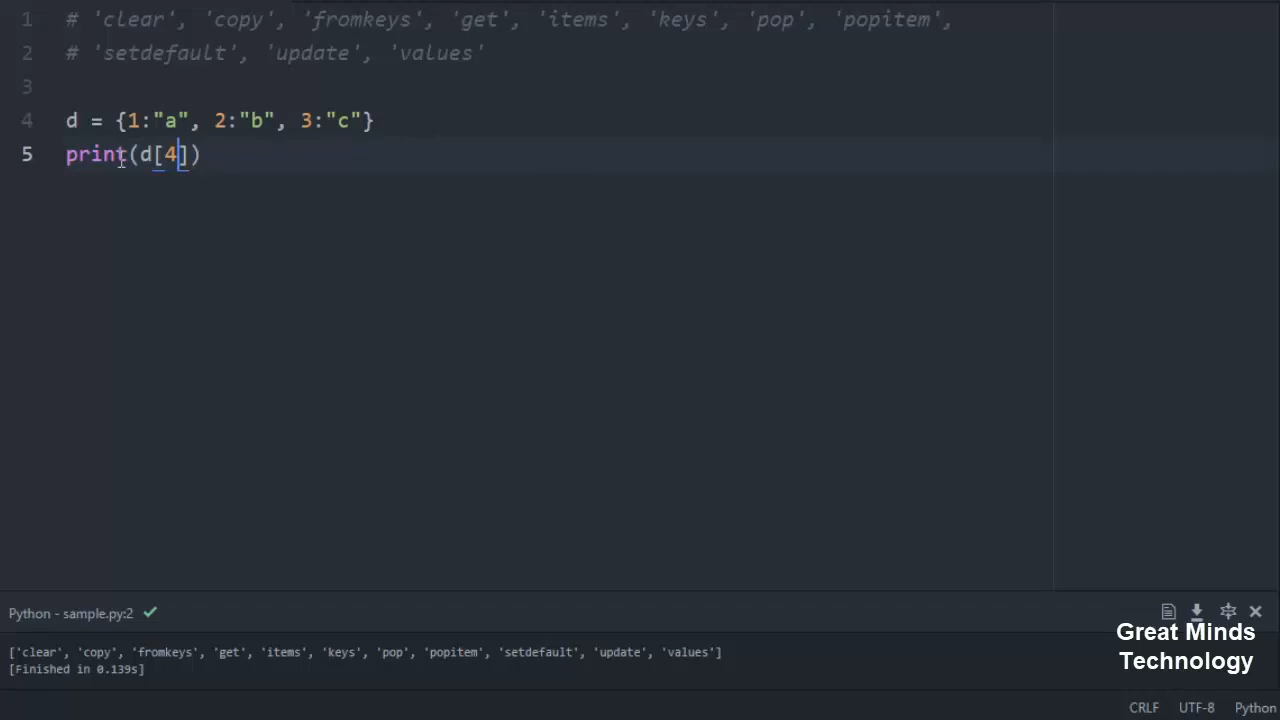 1 # 'clear', 'copy', 'fromkeys', 'get', 'items', 'keys', 'pop', 'popitem',
2 # 'setdefault', 'update', 'values'
3
4 d = {1:"a", 2:"b", 3:"c"}
5 print(d[4])
Python - sample.py:2
['clear', 'copy', 'fromkeys', 'get', 'items', 'keys', 'pop', 'popitem', 'setdefault', 'update', 'values']
[Finished in 0.139s]
Great Minds
Technology
CRLF UTF-8 Python